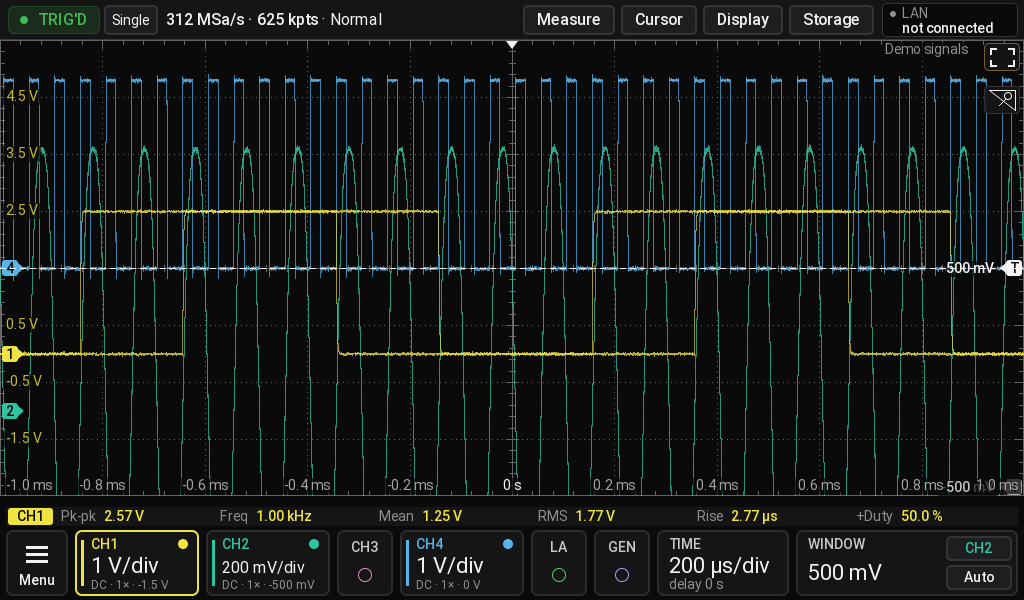 TRIG'D
Single
312 MSa/s · 625 kpts · Normal
Measure
Cursor
Display
Storage
LAN
not connected
Demo signals
4.5 V
3.5 V
2.5 V
4
500 mV
T
0.5 V
1
-0.5 V
2
-1.5 V
-1.0 ms
-0.8 ms
-0.6 ms
-0.4 ms
-0.2 ms
0 s
0.2 ms
0.4 ms
0.6 ms
0.8 ms
500
CH1
Pk-pk 2.57 V
Freq 1.00 kHz
Mean 1.25 V
RMS 1.77 V
Rise 2.77 µs
+Duty 50.0 %
Menu
CH1
1 V/div
DC · 1× · -1.5 V
CH2
200 mV/div
DC · 1× · -500 mV
CH3
CH4
1 V/div
DC · 1× · 0 V
LA
GEN
TIME
200 µs/div
delay 0 s
WINDOW
500 mV
CH2
Auto